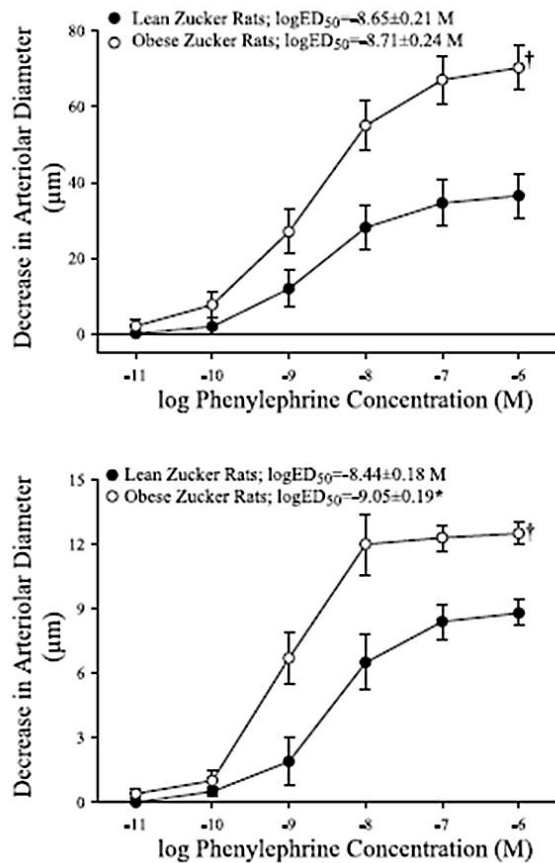 Lean Zucker Rats; logED50=-8.65±0.21 M
Obese Zucker Rats; logED50=-8.71±0.24 M
Decrease in Arteriolar Diameter
(µm)
80
60
40
20
0
†
-11 -10 -9 -8 -7 -6
log Phenylephrine Concentration (M)
Lean Zucker Rats; logED50=-8.44±0.18 M
Obese Zucker Rats; logED50=-9.05±0.19*
Decrease in Arteriolar Diameter
(µm)
15
12
9
6
3
0
†
-11 -10 -9 -8 -7 -6
log Phenylephrine Concentration (M)